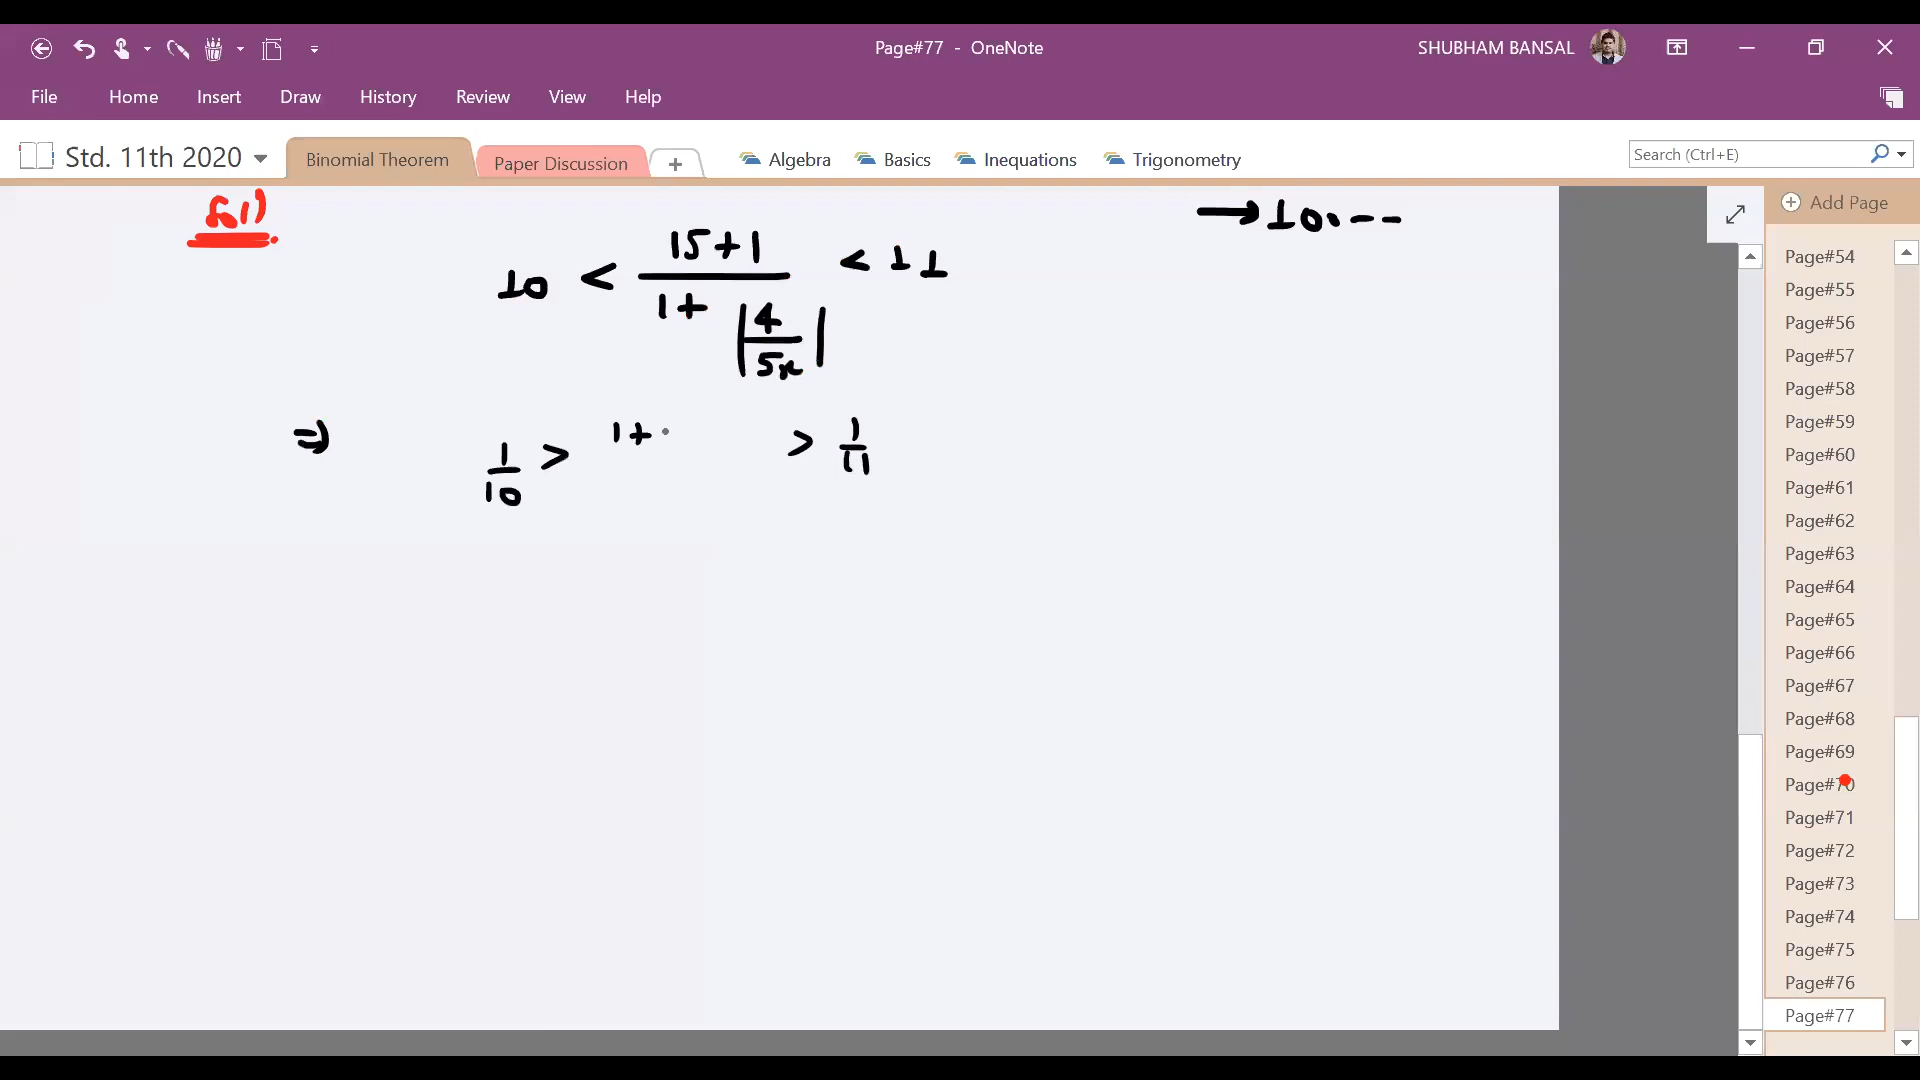 Page#77 - OneNote
SHUBHAM BANSAL
File Home Insert Draw History Review View Help
Std. 11th 2020
Binomial Theorem
Paper Discussion
+
Algebra
Basics
Inequations
Trigonometry
Search (Ctrl+E)
Add Page
Sol)
→ 10.--
10 < (15+1)/(1+|4/5x|) < 11
⇒ 1/10 > 1+ > 1/11
Page#54
Page#55
Page#56
Page#57
Page#58
Page#59
Page#60
Page#61
Page#62
Page#63
Page#64
Page#65
Page#66
Page#67
Page#68
Page#69
Page#70
Page#71
Page#72
Page#73
Page#74
Page#75
Page#76
Page#77